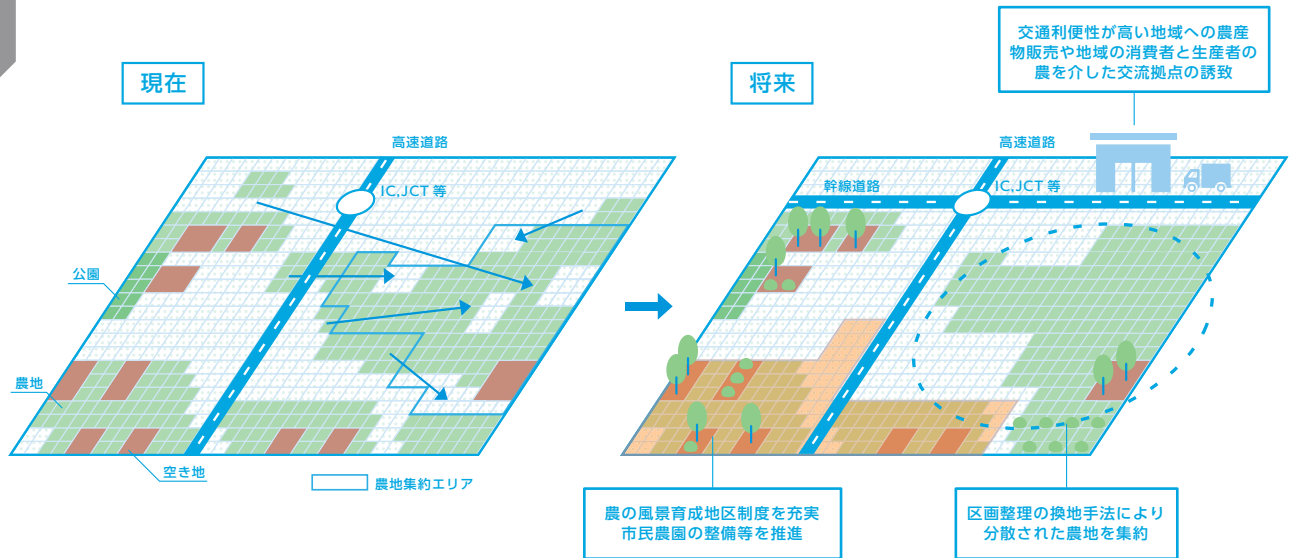 交通利便性が高い地域への農産
物販売や地域の消費者と生産者の
農を介した交流拠点の誘致
現在
将来
高速道路
IC,JCT 等
公園
農地
空き地
農地集約エリア
高速道路
幹線道路
IC,JCT 等
農の風景育成地区制度を充実
市民農園の整備等を推進
区画整理の換地手法により
分散された農地を集約